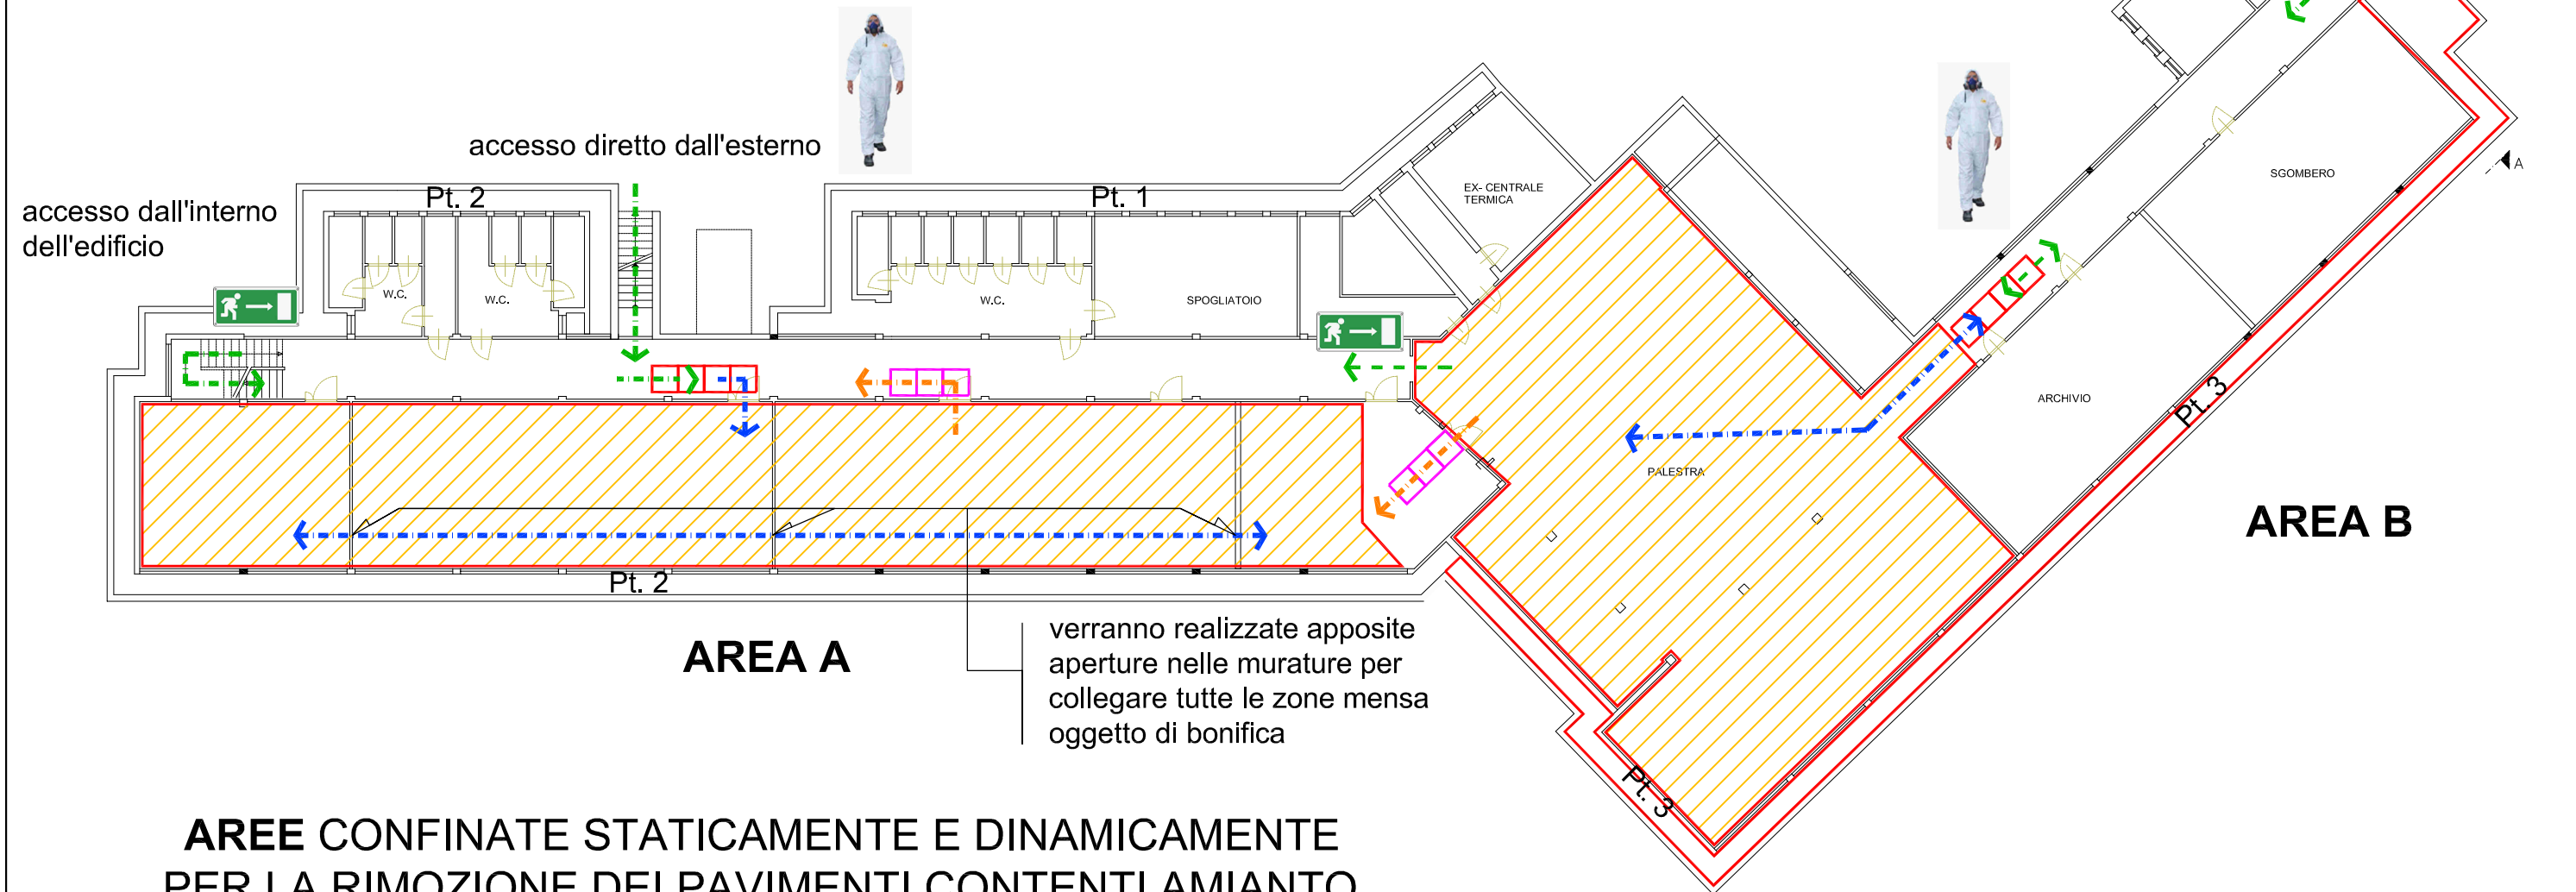 accesso diretto dall'esterno
accesso dall'interno
dell'edificio
Pt. 2
Pt. 1
EX- CENTRALE
TERMICA
SGOMBERO
A
W.C.
W.C.
W.C.
SPOGLIATOIO
ARCHIVIO
Pt. 3
PALESTRA
AREA B
Pt. 2
AREA A
verranno realizzate apposite
aperture nelle murature per
collegare tutte le zone mensa
oggetto di bonifica
Pt. 3
AREE CONFINATE STATICAMENTE E DINAMICAMENTE
PER LA RIMOZIONE DEI PAVIMENTI CONTENTI AMIANTO